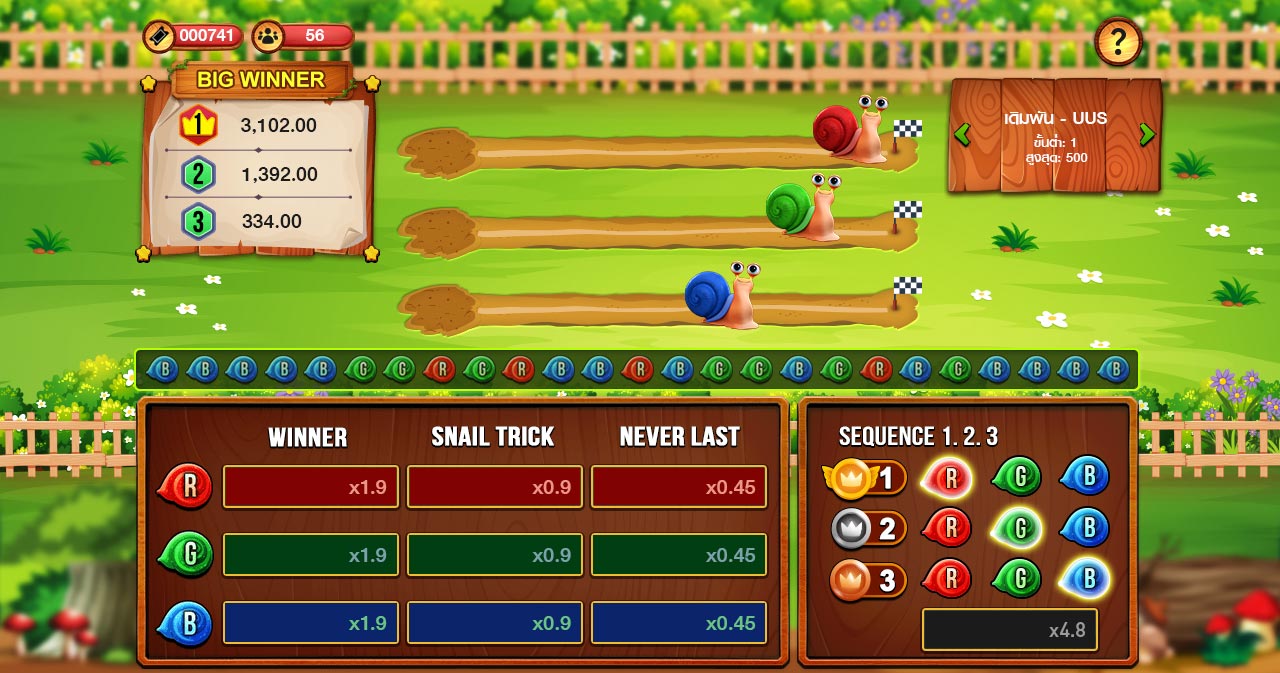 000741
56
?
BIG WINNER
1 3,102.00
2 1,392.00
3 334.00
เดิมพัน - UUS
ขั้นต่ำ: 1
สูงสุด: 500
B B B B B G G R G R B B R B G G B G R B G B B B B
WINNER SNAIL TRICK NEVER LAST
R x1.9 x0.9 x0.45
G x1.9 x0.9 x0.45
B x1.9 x0.9 x0.45
SEQUENCE 1. 2. 3
1 R G B
2 R G B
3 R G B
x4.8